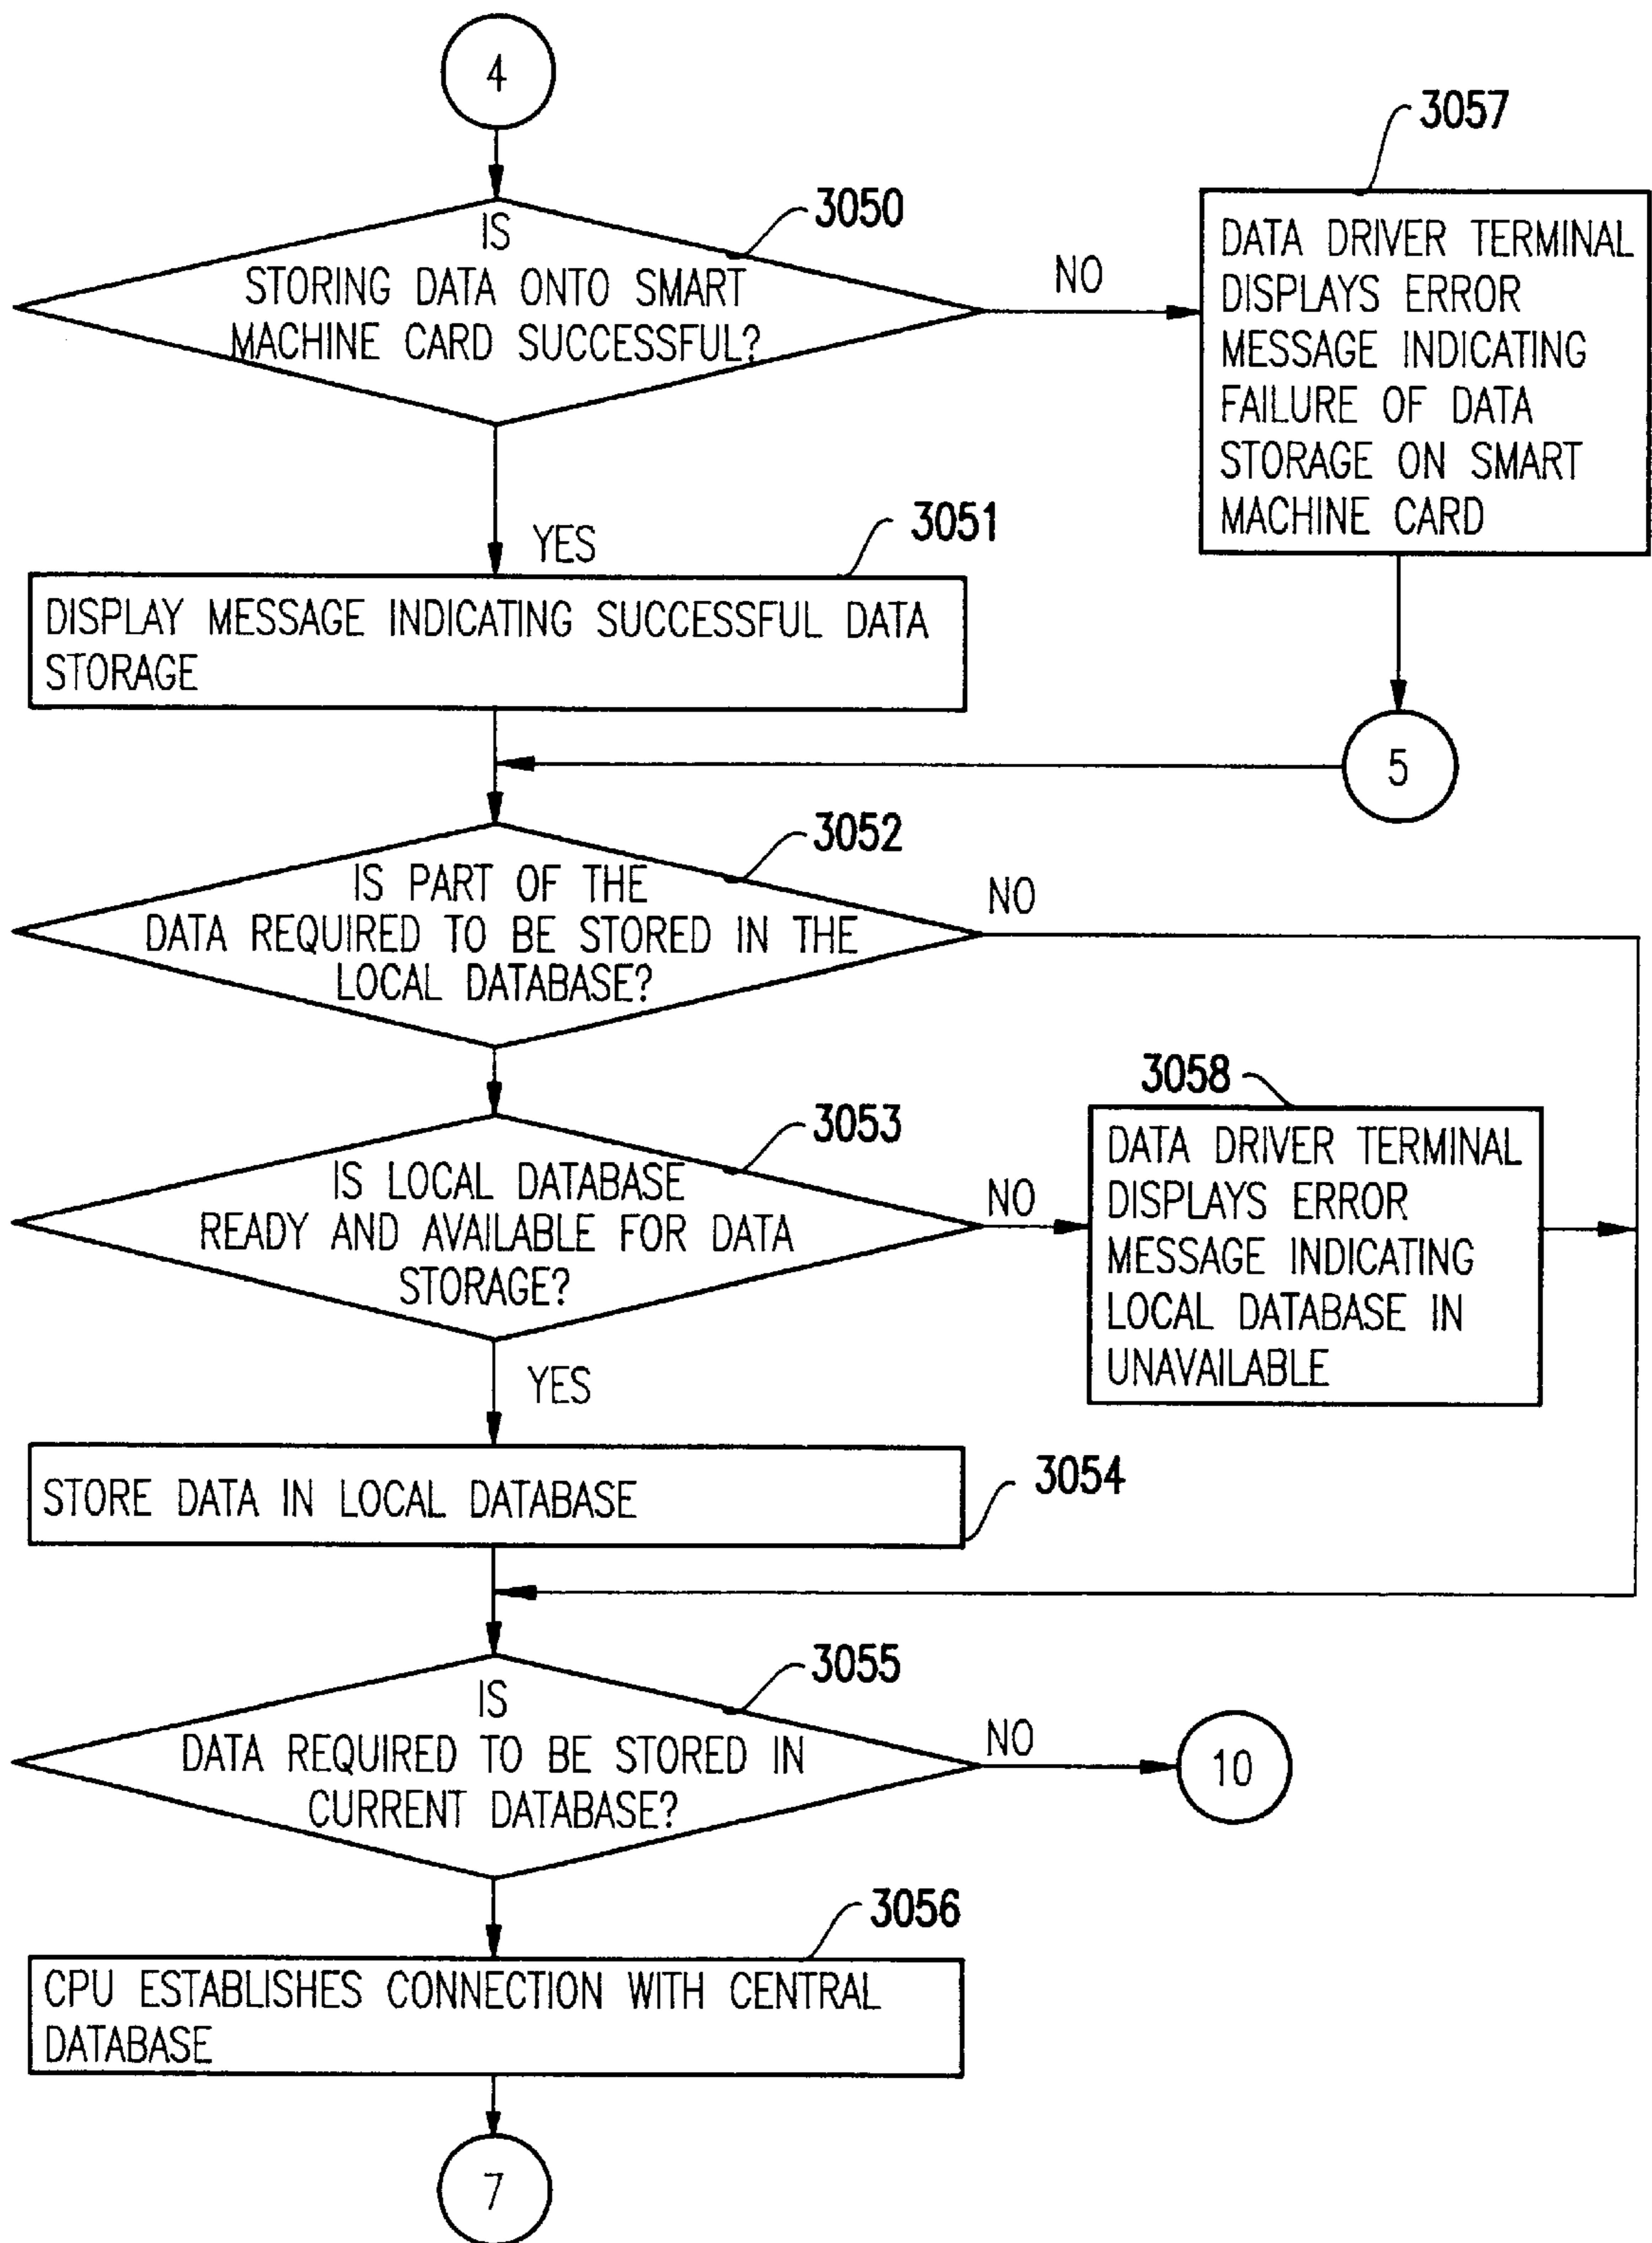 4
3050
IS
STORING DATA ONTO SMART
MACHINE CARD SUCCESSFUL?
NO
3057
DATA DRIVER TERMINAL
DISPLAYS ERROR
MESSAGE INDICATING
FAILURE OF DATA
STORAGE ON SMART
MACHINE CARD
YES
3051
DISPLAY MESSAGE INDICATING SUCCESSFUL DATA
STORAGE
5
3052
IS PART OF THE
DATA REQUIRED TO BE STORED IN THE
LOCAL DATABASE?
NO
3053
IS LOCAL DATABASE
READY AND AVAILABLE FOR DATA
STORAGE?
NO
3058
DATA DRIVER TERMINAL
DISPLAYS ERROR
MESSAGE INDICATING
LOCAL DATABASE IN
UNAVAILABLE
YES
STORE DATA IN LOCAL DATABASE
3054
3055
IS
DATA REQUIRED TO BE STORED IN
CURRENT DATABASE?
NO
10
3056
CPU ESTABLISHES CONNECTION WITH CENTRAL
DATABASE
7